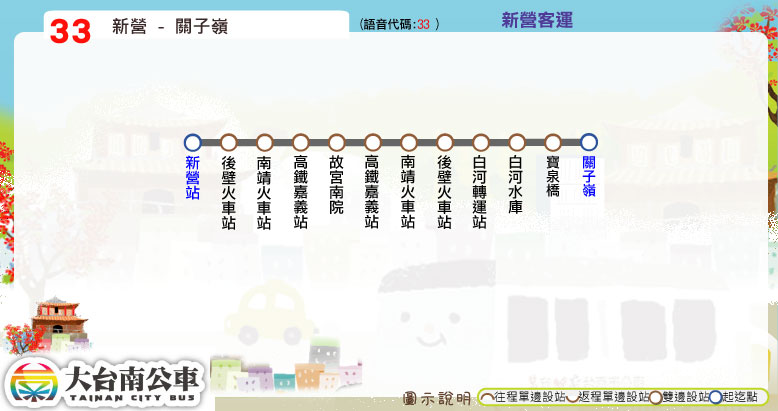 33 新營 - 關子嶺 (語音代碼:33 ) 新營客運
新營站
後壁火車站
南靖火車站
高鐵嘉義站
故宮南院
高鐵嘉義站
南靖火車站
後壁火車站
白河轉運站
白河水庫
寶泉橋
關子嶺
大台南公車
TAINAN CITY BUS
圖示說明 往程單邊設站 返程單邊設站 雙邊設站 起迄點